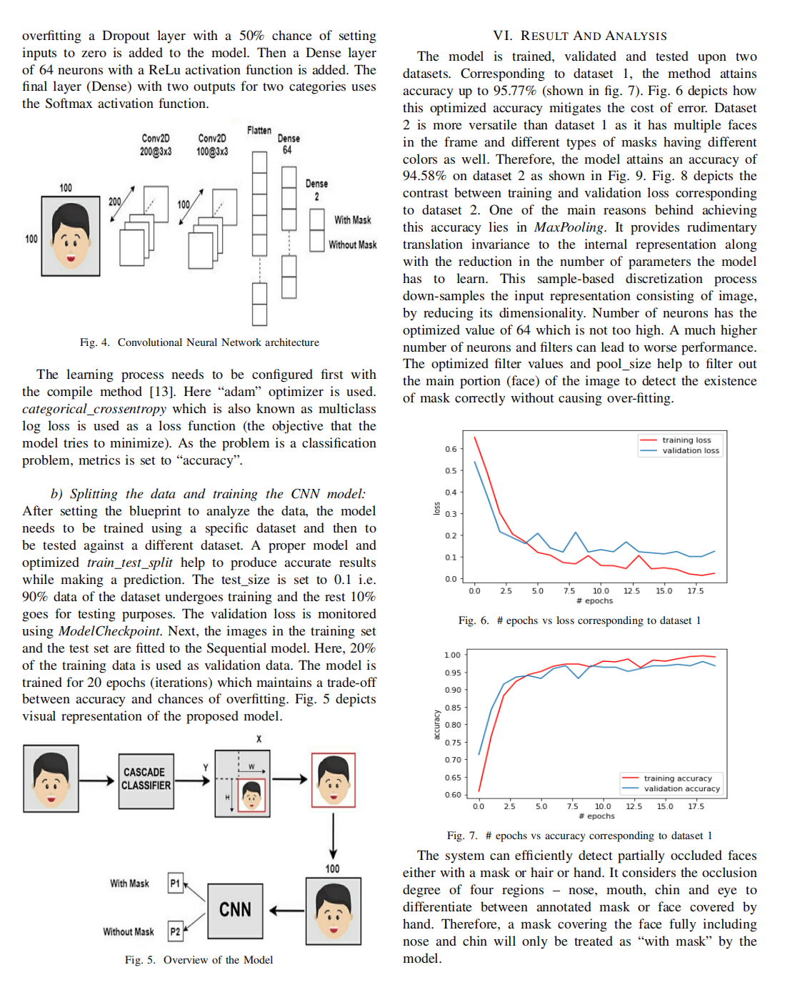 overfitting a Dropout layer with a 50% chance of setting
inputs to zero is added to the model. Then a Dense layer
of 64 neurons with a ReLu activation function is added. The
final layer (Dense) with two outputs for two categories uses
the Softmax activation function.
Conv2D
200@3x3
Conv2D
100@3x3
Flatten
Dense
64
Dense
2
100
100
200
100
With Mask
Without Mask
Fig. 4. Convolutional Neural Network architecture
The learning process needs to be configured first with
the compile method [13]. Here “adam” optimizer is used.
categorical_crossentropy which is also known as multiclass
log loss is used as a loss function (the objective that the
model tries to minimize). As the problem is a classification
problem, metrics is set to “accuracy”.
b) Splitting the data and training the CNN model:
After setting the blueprint to analyze the data, the model
needs to be trained using a specific dataset and then to
be tested against a different dataset. A proper model and
optimized train_test_split help to produce accurate results
while making a prediction. The test_size is set to 0.1 i.e.
90% data of the dataset undergoes training and the rest 10%
goes for testing purposes. The validation loss is monitored
using ModelCheckpoint. Next, the images in the training set
and the test set are fitted to the Sequential model. Here, 20%
of the training data is used as validation data. The model is
trained for 20 epochs (iterations) which maintains a trade-off
between accuracy and chances of overfitting. Fig. 5 depicts
visual representation of the proposed model.
CASCADE
CLASSIFIER
X
Y
W
H
100
With Mask
P1
CNN
Without Mask
P2
Fig. 5. Overview of the Model
VI. RESULT AND ANALYSIS
The model is trained, validated and tested upon two
datasets. Corresponding to dataset 1, the method attains
accuracy up to 95.77% (shown in fig. 7). Fig. 6 depicts how
this optimized accuracy mitigates the cost of error. Dataset
2 is more versatile than dataset 1 as it has multiple faces
in the frame and different types of masks having different
colors as well. Therefore, the model attains an accuracy of
94.58% on dataset 2 as shown in Fig. 9. Fig. 8 depicts the
contrast between training and validation loss corresponding
to dataset 2. One of the main reasons behind achieving
this accuracy lies in MaxPooling. It provides rudimentary
translation invariance to the internal representation along
with the reduction in the number of parameters the model
has to learn. This sample-based discretization process
down-samples the input representation consisting of image,
by reducing its dimensionality. Number of neurons has the
optimized value of 64 which is not too high. A much higher
number of neurons and filters can lead to worse performance.
The optimized filter values and pool_size help to filter out
the main portion (face) of the image to detect the existence
of mask correctly without causing over-fitting.
training loss
validation loss
loss
0.6
0.5
0.4
0.3
0.2
0.1
0.0
0.0 2.5 5.0 7.5 10.0 12.5 15.0 17.5
# epochs
Fig. 6. # epochs vs loss corresponding to dataset 1
accuracy
1.00
0.95
0.90
0.85
0.80
0.75
0.70
0.65
0.60
training accuracy
validation accuracy
0.0 2.5 5.0 7.5 10.0 12.5 15.0 17.5
# epochs
Fig. 7. # epochs vs accuracy corresponding to dataset 1
The system can efficiently detect partially occluded faces
either with a mask or hair or hand. It considers the occlusion
degree of four regions – nose, mouth, chin and eye to
differentiate between annotated mask or face covered by
hand. Therefore, a mask covering the face fully including
nose and chin will only be treated as “with mask” by the
model.